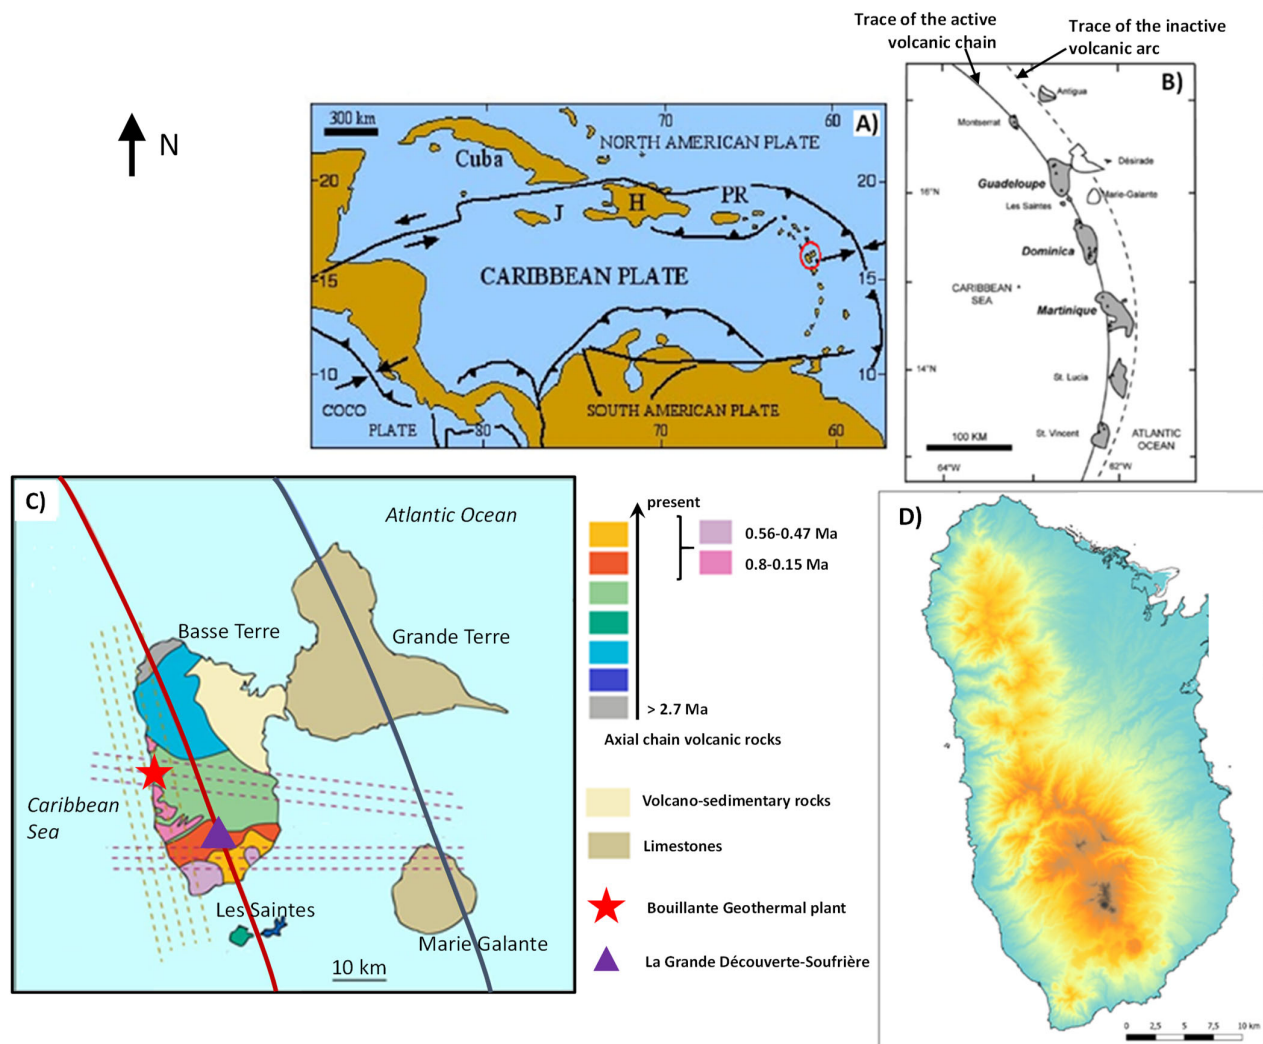 Trace of the active
volcanic chain
Trace of the inactive
volcanic arc
N
A)
300 km
70
60
NORTH AMERICAN PLATE
Cuba
20
20
J
H
PR
CARIBBEAN PLATE
15
15
10
10
COCO
PLATE
SOUTH AMERICAN PLATE
80
70
60
B)
Antigua
Montserrat
Désirade
Guadeloupe
16°N
Marie-Galante
Les Saintes
Dominica
CARIBBEAN
SEA
Martinique
14°N
St. Lucia
St. Vincent
ATLANTIC
OCEAN
100 KM
64°W
62°W
C)
Atlantic Ocean
Basse Terre
Grande Terre
Caribbean
Sea
Les Saintes
Marie Galante
10 km
present
0.56-0.47 Ma
0.8-0.15 Ma
> 2.7 Ma
Axial chain volcanic rocks
Volcano-sedimentary rocks
Limestones
Bouillante Geothermal plant
La Grande Découverte-Soufrière
D)
0 2,5 5 7,5 10 km